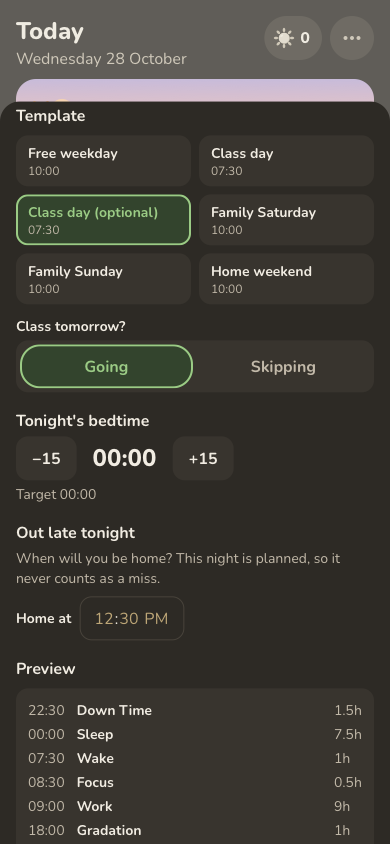 Today
Wednesday 28 October
0
Template
Free weekday
10:00
Class day
07:30
Class day (optional)
07:30
Family Saturday
10:00
Family Sunday
10:00
Home weekend
10:00
Class tomorrow?
Going
Skipping
Tonight's bedtime
−15
00:00
+15
Target 00:00
Out late tonight
When will you be home? This night is planned, so it
never counts as a miss.
Home at
12:30 PM
Preview
22:30 Down Time 1.5h
00:00 Sleep 7.5h
07:30 Wake 1h
08:30 Focus 0.5h
09:00 Work 9h
18:00 Gradation 1h